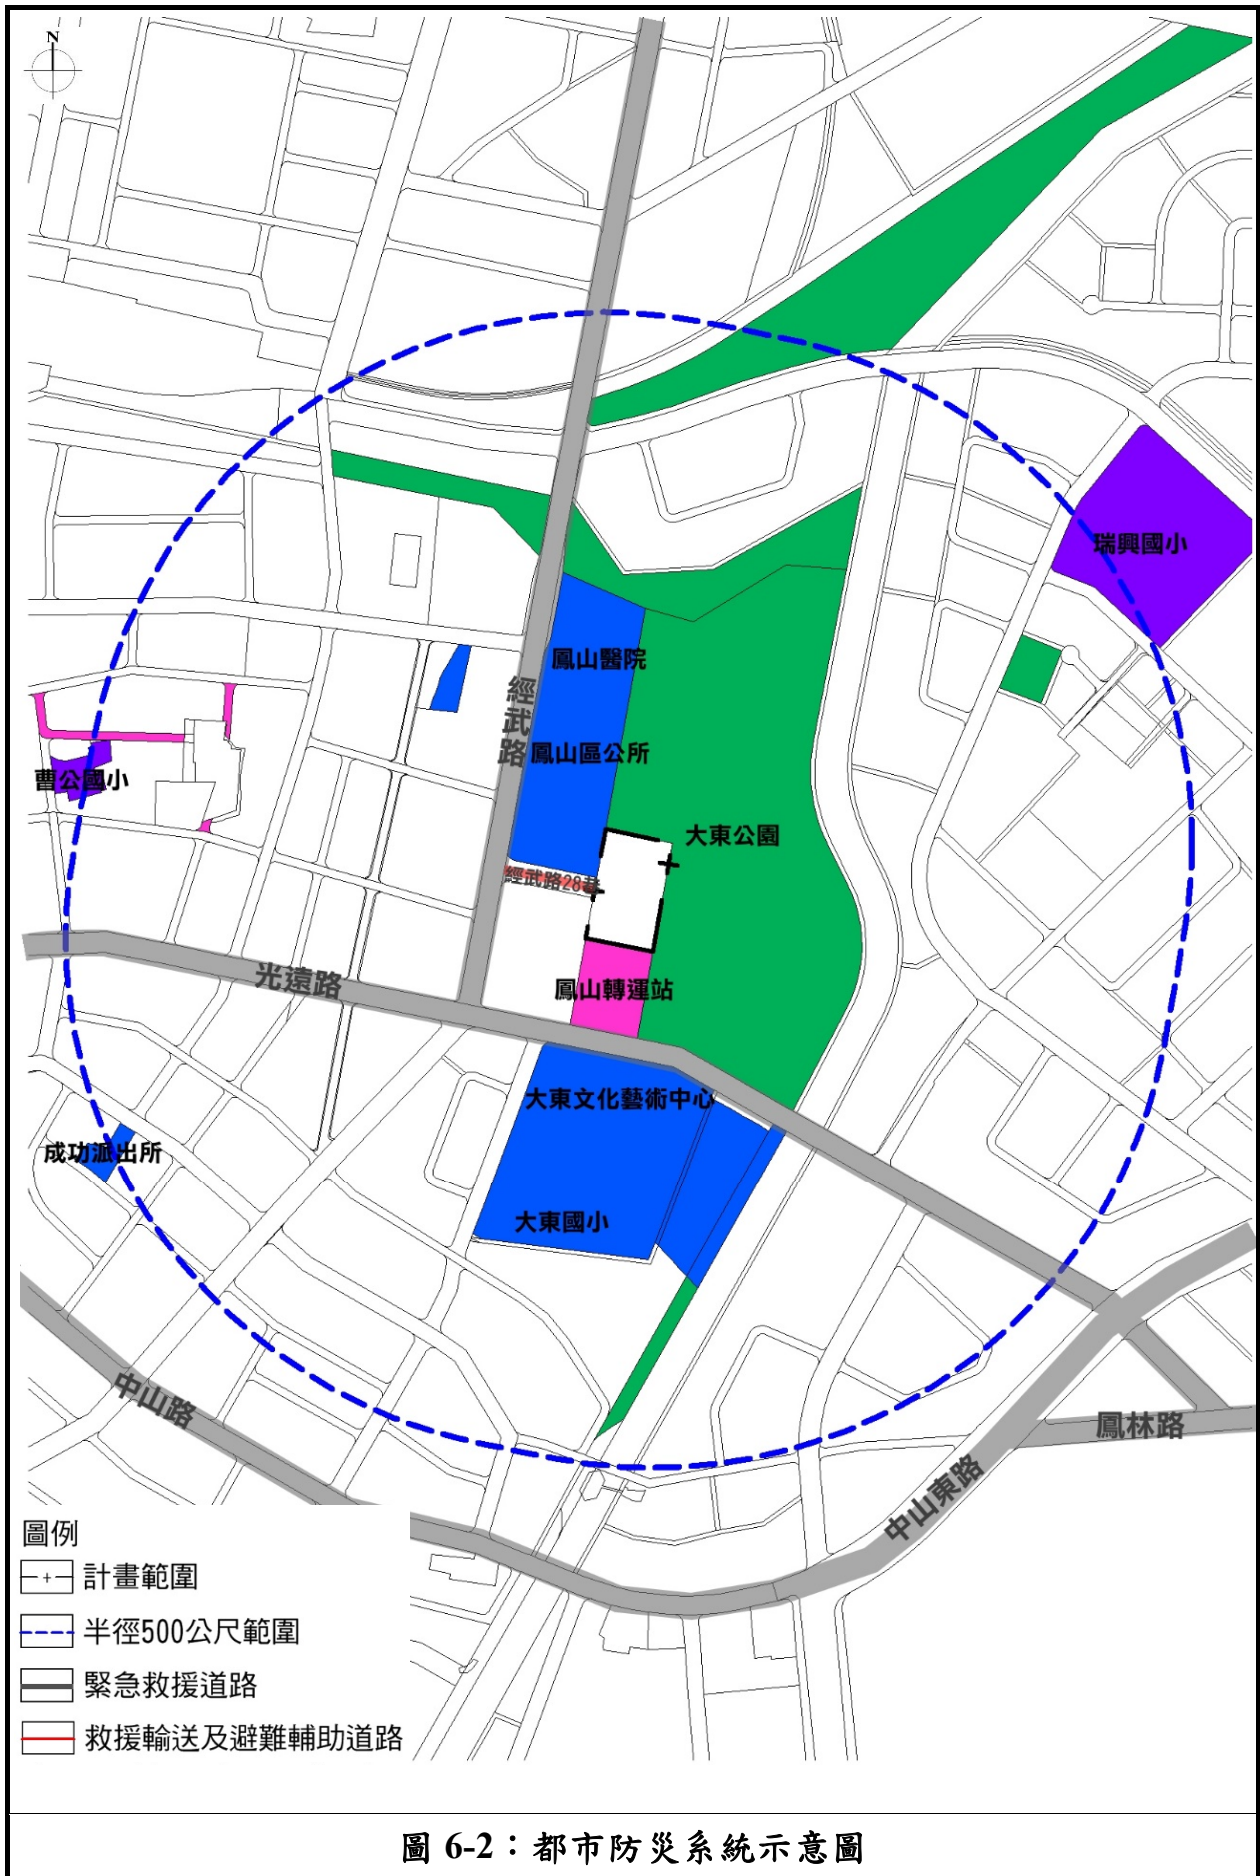 N
瑞興國小
鳳山醫院
經武路
鳳山區公所
曹公國小
大東公園
經武路28巷
光遠路
鳳山轉運站
大東文化藝術中心
成功派出所
大東國小
中山路
鳳林路
中山東路
圖例
計畫範圍
半徑500公尺範圍
緊急救援道路
救援輸送及避難輔助道路
圖 6-2：都市防災系統示意圖